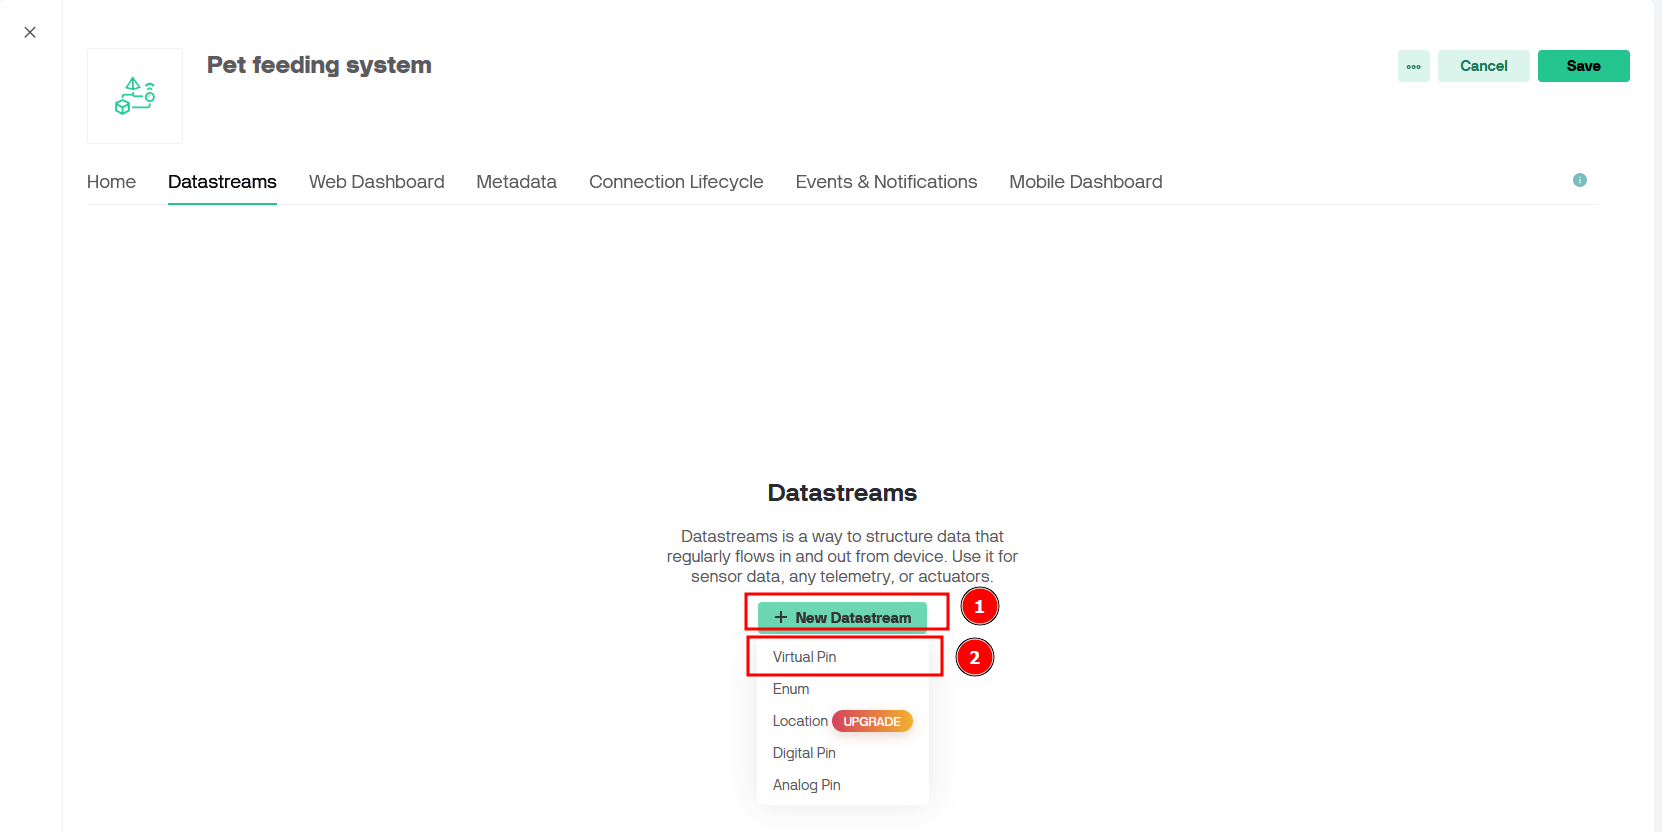 Pet feeding system
Cancel
Save
Home
Datastreams
Web Dashboard
Metadata
Connection Lifecycle
Events & Notifications
Mobile Dashboard
Datastreams
Datastreams is a way to structure data that
regularly flows in and out from device. Use it for
sensor data, any telemetry, or actuators.
+ New Datastream
1
Virtual Pin
2
Enum
Location UPGRADE
Digital Pin
Analog Pin